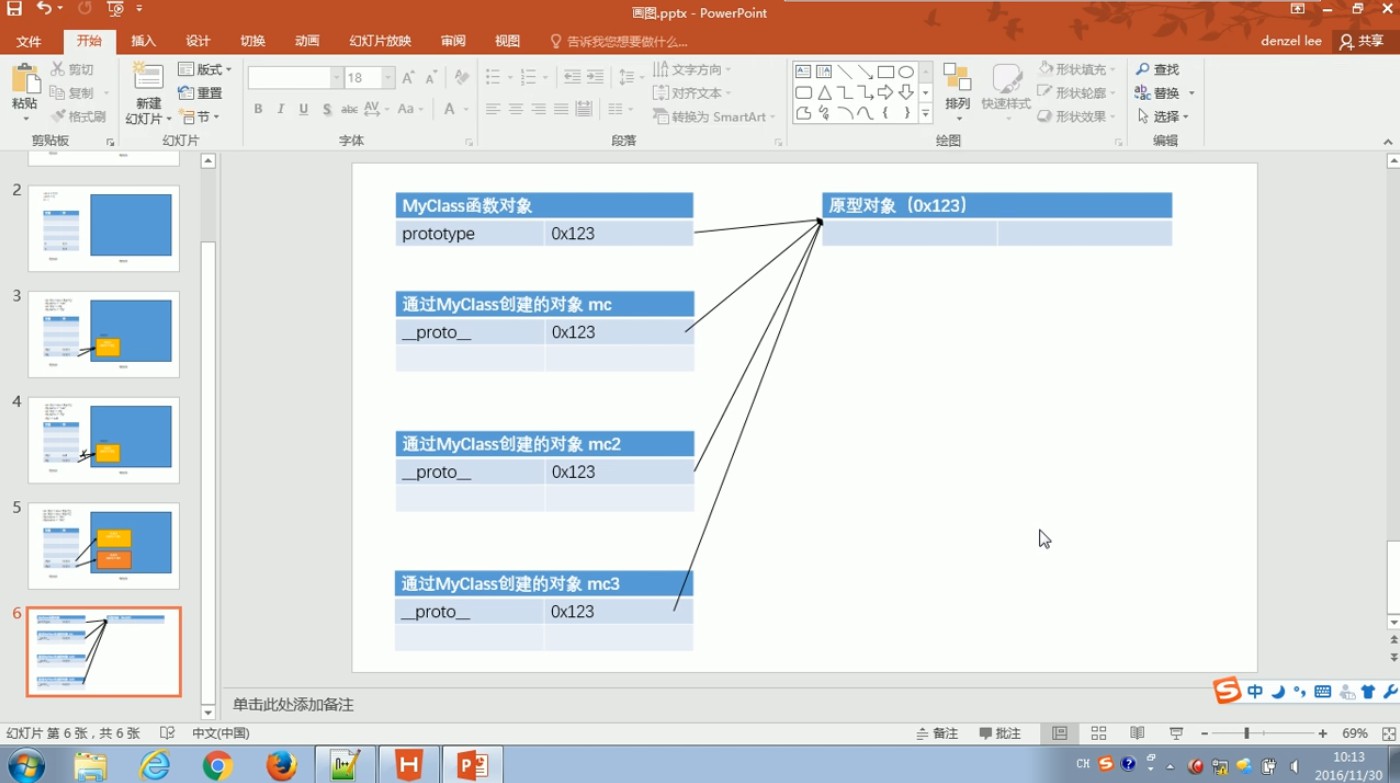 画图.pptx - PowerPoint
文件 开始 插入 设计 切换 动画 幻灯片放映 审阅 视图 告诉我您想要做什么... denzel lee 共享
粘贴 剪切 复制 格式刷 剪贴板
新建 幻灯片 版式 重置 节 幻灯片
18
B I U S abc AV Aa A 字体
文字方向 对齐文本 转换为 SmartArt 段落
排列 快速样式 形状填充 形状轮廓 形状效果 绘图
查找 替换 选择 编辑
2
3
4
5
6
MyClass函数对象
prototype 0x123
原型对象（0x123）
通过MyClass创建的对象 mc
__proto__ 0x123
通过MyClass创建的对象 mc2
__proto__ 0x123
通过MyClass创建的对象 mc3
__proto__ 0x123
单击此处添加备注
中
幻灯片 第 6 张，共 6 张 中文(中国) 备注 批注 69%
CH
10:13
2016/11/30